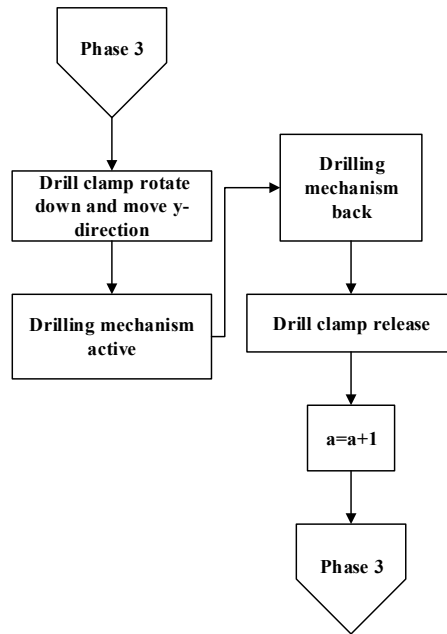 Phase 3
Drill clamp rotate
down and move y-
direction
Drilling mechanism
active
Drilling
mechanism
back
Drill clamp release
a=a+1
Phase 3